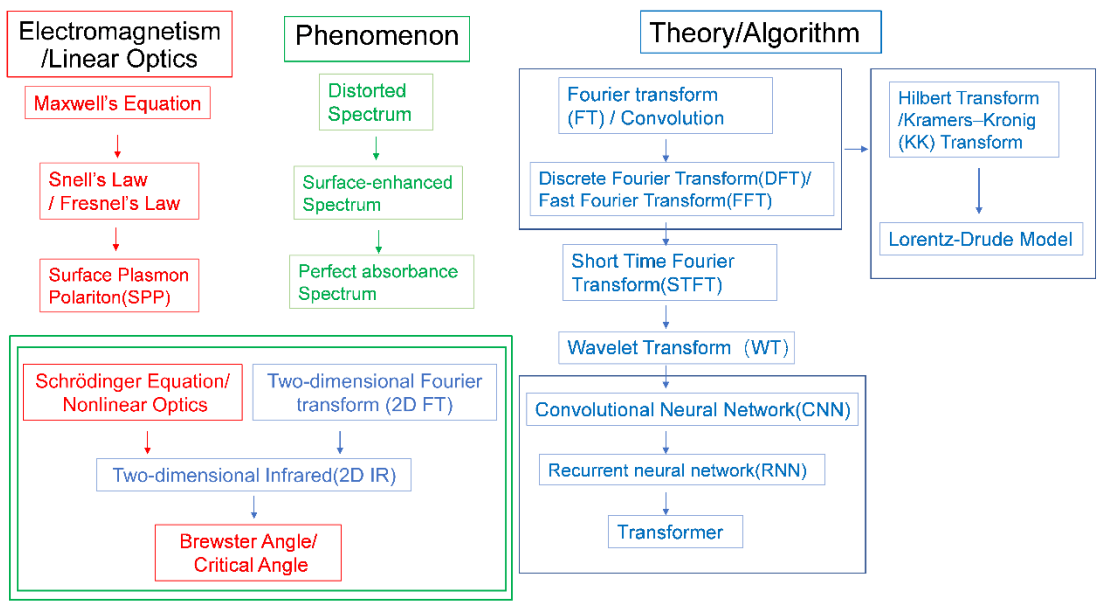 Electromagnetism
/Linear Optics
Maxwell's Equation
Snell's Law
/ Fresnel's Law
Surface Plasmon
Polariton(SPP)
Phenomenon
Distorted
Spectrum
Surface-enhanced
Spectrum
Perfect absorbance
Spectrum
Theory/Algorithm
Fourier transform
(FT) / Convolution
Discrete Fourier Transform(DFT)/
Fast Fourier Transform(FFT)
Hilbert Transform
/Kramers–Kronig
(KK) Transform
Lorentz-Drude Model
Short Time Fourier
Transform(STFT)
Wavelet Transform（WT)
Convolutional Neural Network(CNN)
Recurrent neural network(RNN)
Transformer
Schrödinger Equation/
Nonlinear Optics
Two-dimensional Fourier
transform (2D FT)
Two-dimensional Infrared(2D IR)
Brewster Angle/
Critical Angle